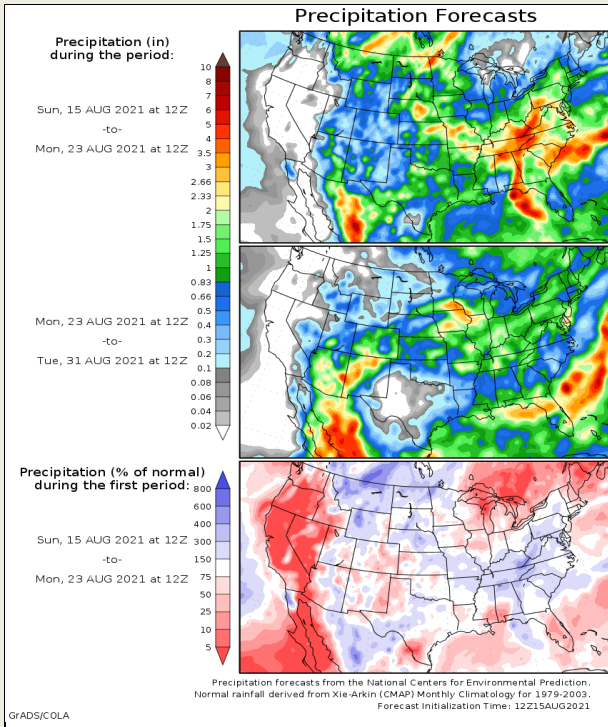 Precipitation Forecasts
Precipitation (in)
during the period:
Sun, 15 AUG 2021 at 12Z
-to-
Mon, 23 AUG 2021 at 12Z
10
8
7
6
5
4
3.5
3
2.66
2.33
2
1.75
1.5
1.25
1
0.83
0.66
0.5
0.4
0.3
0.2
0.1
0.08
0.06
0.04
0.02
Mon, 23 AUG 2021 at 12Z
-to-
Tue, 31 AUG 2021 at 12Z
Precipitation (% of normal)
during the first period:
Sun, 15 AUG 2021 at 12Z
-to-
Mon, 23 AUG 2021 at 12Z
800
600
400
300
150
75
50
25
10
5
Precipitation forecasts from the National Centers for Environmental Prediction.
Normal rainfall derived from Xie-Arkin (CMAP) Monthly Climatology for 1979-2003.
Forecast Initialization Time: 12Z15AUG2021
GrADS/COLA